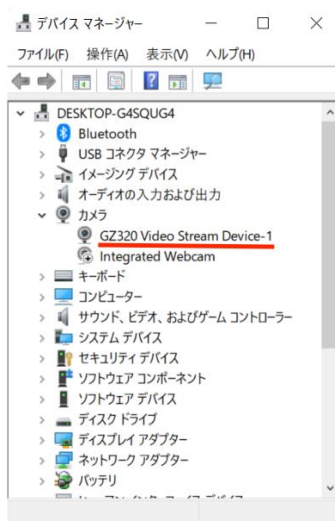 デバイス マネージャー
ファイル(F) 操作(A) 表示(V) ヘルプ(H)
DESKTOP-G4SQUG4
Bluetooth
USB コネクタ マネージャー
イメージング デバイス
オーディオの入力および出力
カメラ
GZ320 Video Stream Device-1
Integrated Webcam
キーボード
コンピューター
サウンド、ビデオ、およびゲーム コントローラー
システム デバイス
セキュリティ デバイス
ソフトウェア コンポーネント
ソフトウェア デバイス
ディスク ドライブ
ディスプレイ アダプター
ネットワーク アダプター
バッテリ